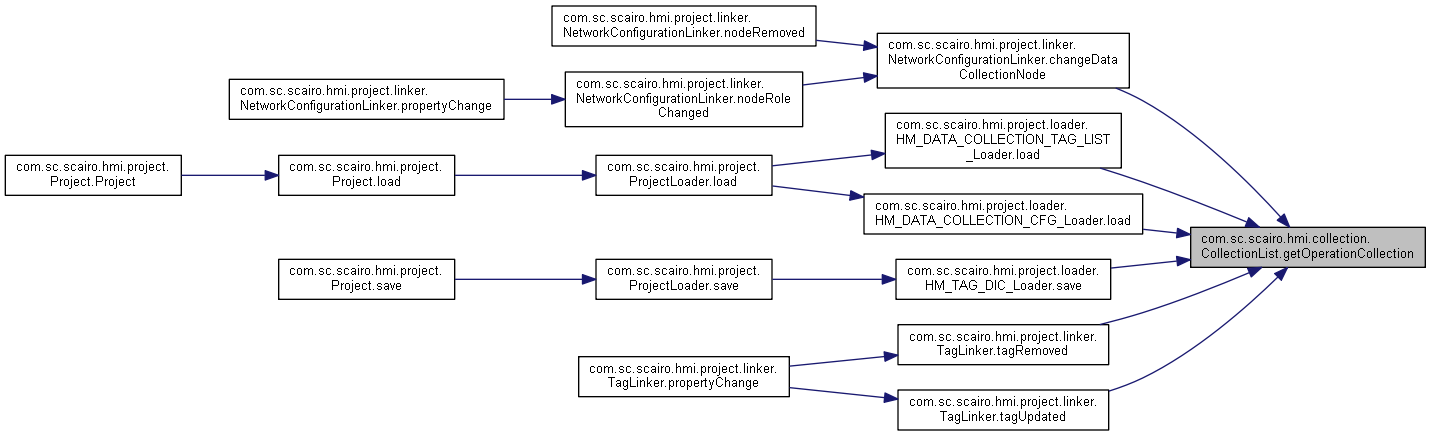 com.sc.scairo.hmi.project.linker.
NetworkConfigurationLinker.nodeRemoved
com.sc.scairo.hmi.project.linker.
NetworkConfigurationLinker.changeData
CollectionNode
com.sc.scairo.hmi.project.linker.
NetworkConfigurationLinker.propertyChange
com.sc.scairo.hmi.project.linker.
NetworkConfigurationLinker.nodeRole
Changed
com.sc.scairo.hmi.project.loader.
HM_DATA_COLLECTION_TAG_LIST
_Loader.load
com.sc.scairo.hmi.project.
Project.Project
com.sc.scairo.hmi.project.
Project.load
com.sc.scairo.hmi.project.
ProjectLoader.load
com.sc.scairo.hmi.project.loader.
HM_DATA_COLLECTION_CFG_Loader.load
com.sc.scairo.hmi.collection.
CollectionList.getOperationCollection
com.sc.scairo.hmi.project.
Project.save
com.sc.scairo.hmi.project.
ProjectLoader.save
com.sc.scairo.hmi.project.loader.
HM_TAG_DIC_Loader.save
com.sc.scairo.hmi.project.linker.
TagLinker.tagRemoved
com.sc.scairo.hmi.project.linker.
TagLinker.propertyChange
com.sc.scairo.hmi.project.linker.
TagLinker.tagUpdated